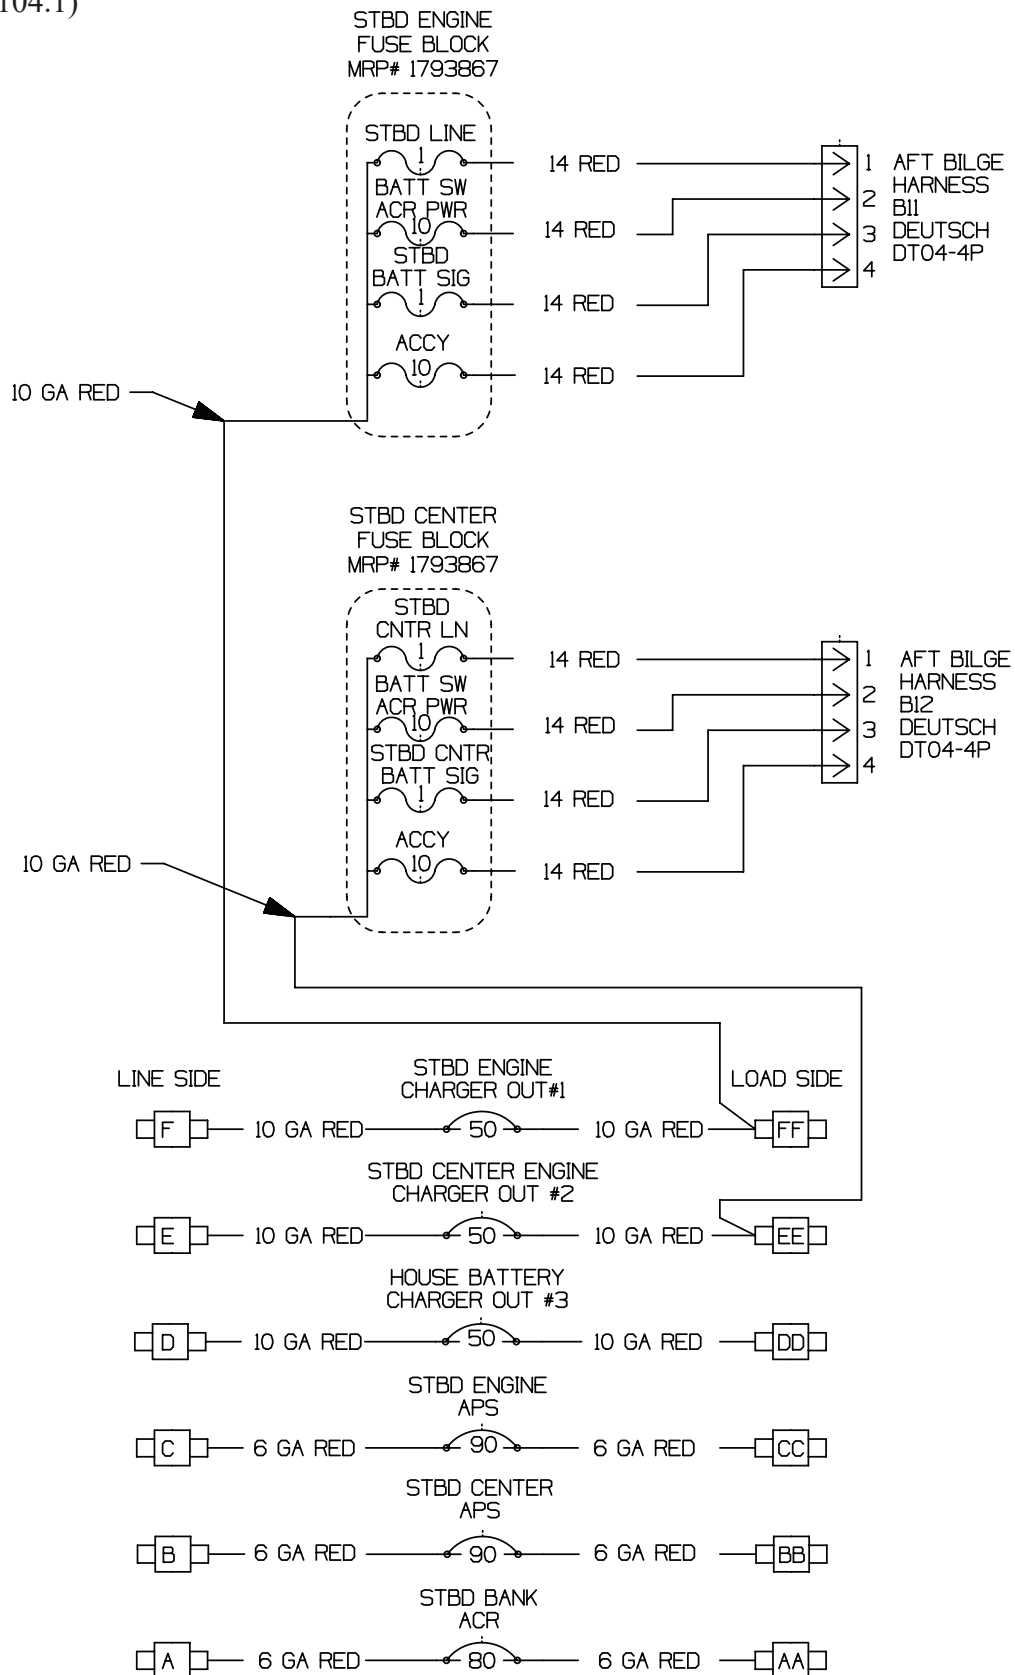 104.1)
STBD ENGINE
FUSE BLOCK
MRP# 1793867
STBD LINE
1
14 RED
1
BATT SW
ACR PWR
10
14 RED
2
STBD
BATT SIG
1
14 RED
3
ACCY
10
14 RED
4
AFT BILGE
HARNESS
B11
DEUTSCH
DT04-4P
10 GA RED
STBD CENTER
FUSE BLOCK
MRP# 1793867
STBD
CNTR LN
1
14 RED
1
BATT SW
ACR PWR
10
14 RED
2
STBD CNTR
BATT SIG
1
14 RED
3
ACCY
10
14 RED
4
AFT BILGE
HARNESS
B12
DEUTSCH
DT04-4P
10 GA RED
LINE SIDE
LOAD SIDE
STBD ENGINE
CHARGER OUT#1
F 10 GA RED 50 10 GA RED FF
STBD CENTER ENGINE
CHARGER OUT #2
E 10 GA RED 50 10 GA RED EE
HOUSE BATTERY
CHARGER OUT #3
D 10 GA RED 50 10 GA RED DD
STBD ENGINE
APS
C 6 GA RED 90 6 GA RED CC
STBD CENTER
APS
B 6 GA RED 90 6 GA RED BB
STBD BANK
ACR
A 6 GA RED 80 6 GA RED AA